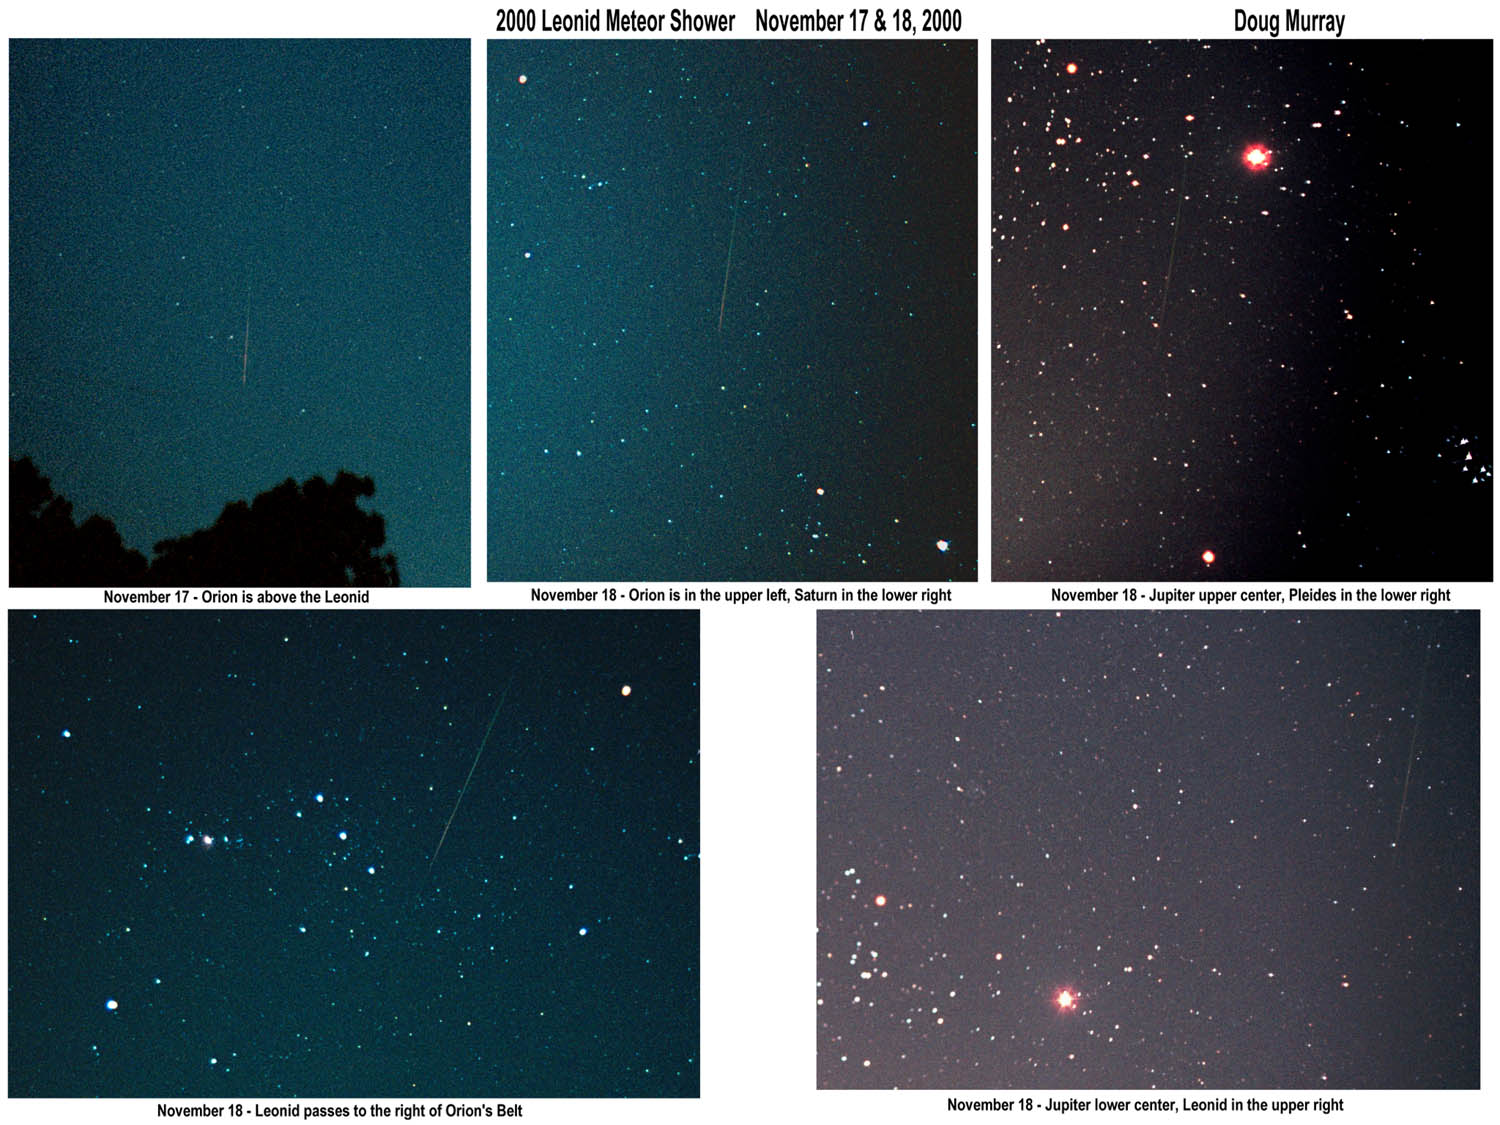 2000 Leonid Meteor Shower November 17 & 18, 2000 Doug Murray
November 17 - Orion is above the Leonid
November 18 - Orion is in the upper left, Saturn in the lower right
November 18 - Jupiter upper center, Pleides in the lower right
November 18 - Leonid passes to the right of Orion's Belt
November 18 - Jupiter lower center, Leonid in the upper right